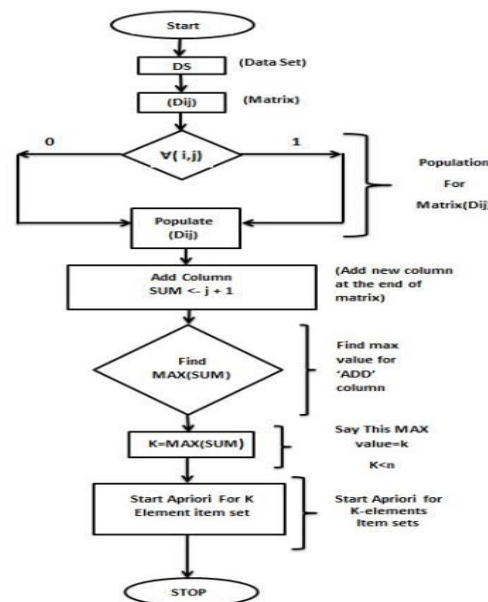 Start
DS
(Data Set)
(Dij)
(Matrix)
0
∀( i,j)
1
Population
For
Matrix(Dij
Populate
(Dij)
Add Column
SUM <- j + 1
(Add new column
at the end of
matrix)
Find
MAX(SUM)
Find max
value for
‘ADD’
column
K=MAX(SUM)
Say This MAX
value=k
K<n
Start Apriori For K
Element item set
Start Apriori for
K-elements
Item sets
STOP